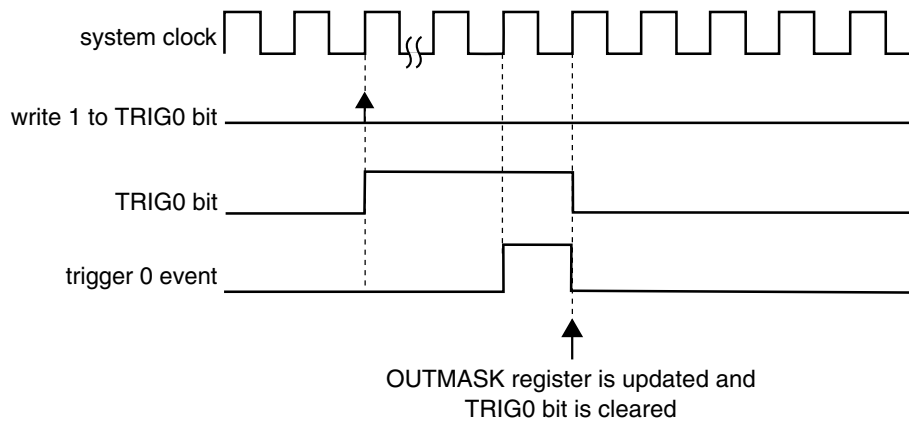 system clock
write 1 to TRIG0 bit
TRIG0 bit
trigger 0 event
OUTMASK register is updated and
TRIG0 bit is cleared